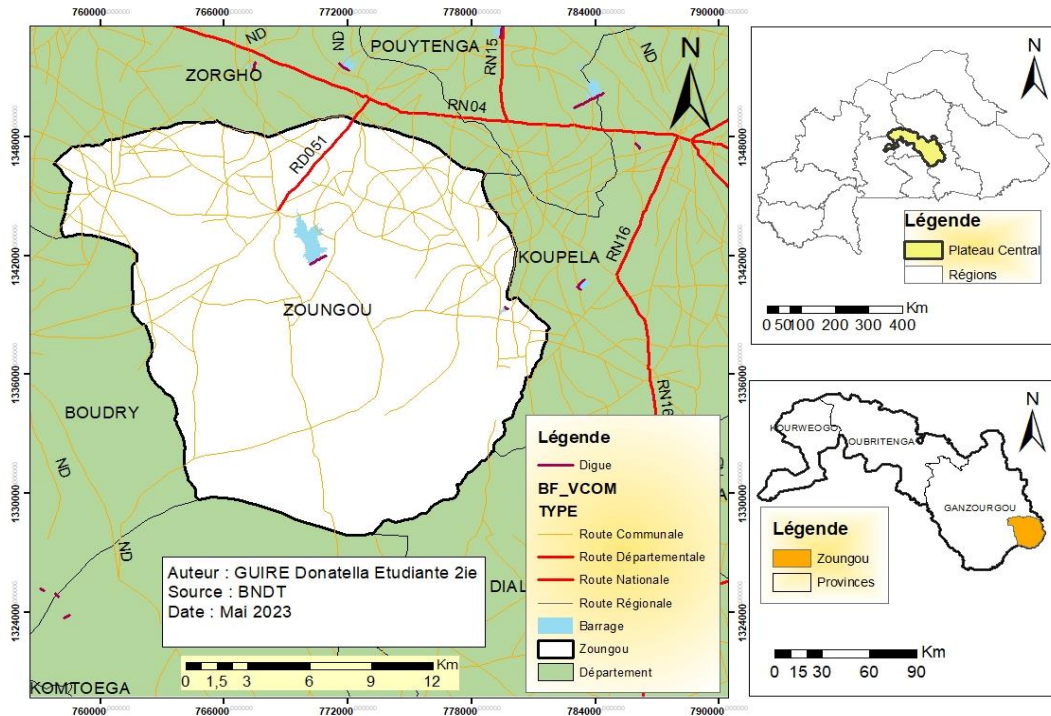 760000 766000 772000 778000 784000 790000
ND
ND
POUYTENGA
RN15
ND
N
ZORGHO
ND
RN04
1348000
1348000
RD051
1342000
1342000
KOUPELA
RN16
ZOUNGOU
1336000
1336000
RN16
BOUDRY
ND
1330000
1330000
ND
DIAL
1324000
1324000
KOMTOEGA
Légende
Digue
BF_VCOM
TYPE
Route Communale
Route Départementale
Route Nationale
Route Régionale
Barrage
Zoungou
Département
Auteur : GUIRE Donatella Etudiante 2ie
Source : BNDT
Date : Mai 2023
Km
0 1,5 3 6 9 12
760000 766000 772000 778000 784000 790000
N
Légende
Plateau Central
Régions
Km
0 50 100 200 300 400
N
KOURWEOGO
OUBRITENGA
GANZOURGOU
Légende
Zoungou
Provinces
Km
0 15 30 60 90